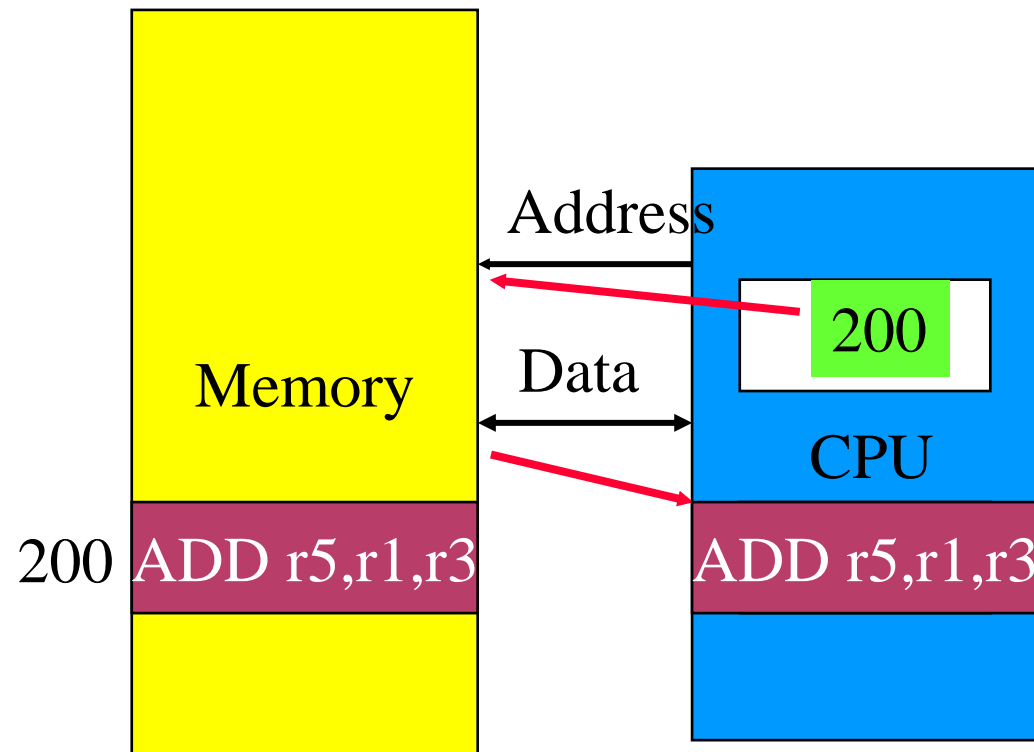 Address
200
Data
Memory
CPU
200
ADD r5,r1,r3
ADD r5,r1,r3